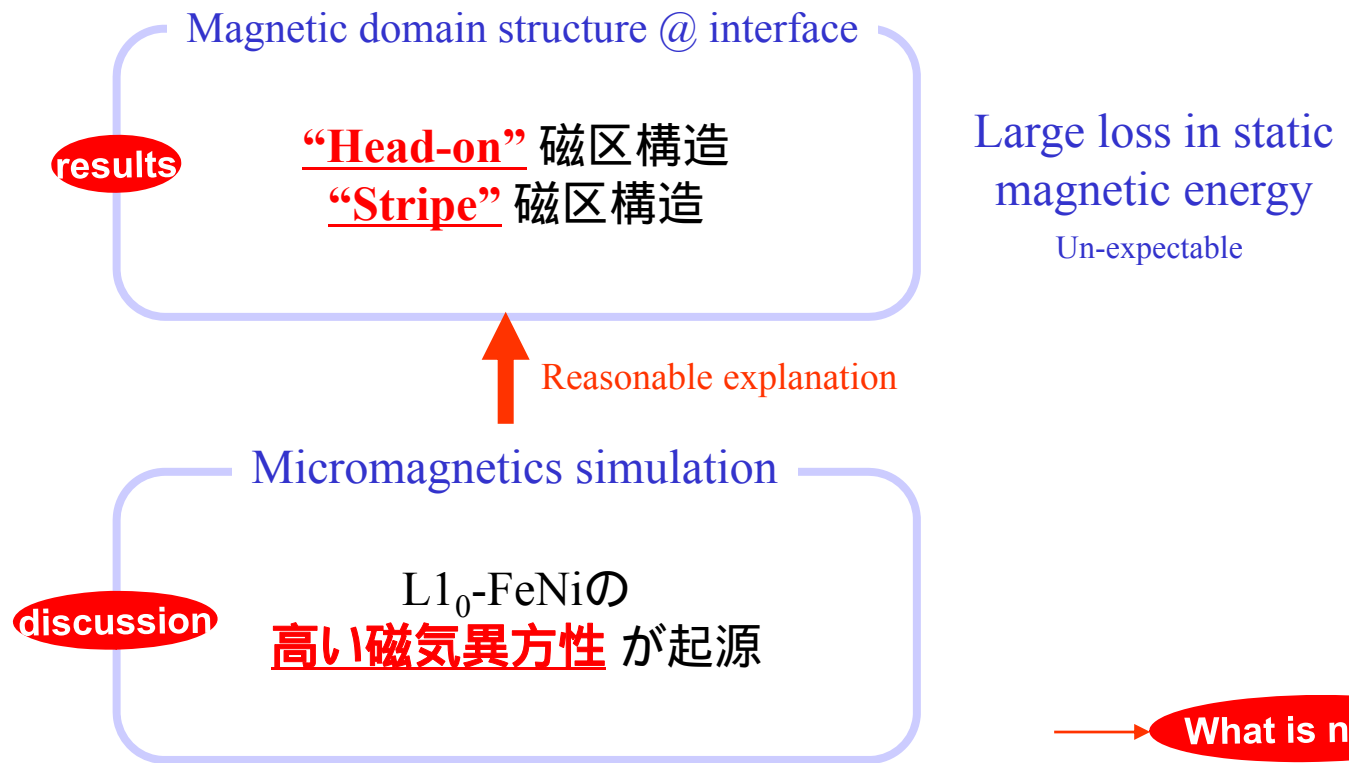 Magnetic domain structure @ interface
results
“Head-on” 磁区構造
“Stripe” 磁区構造
Large loss in static
magnetic energy
Un-expectable
Reasonable explanation
Micromagnetics simulation
discussion
L1₀-FeNiの
高い磁気異方性 が起源
What is n